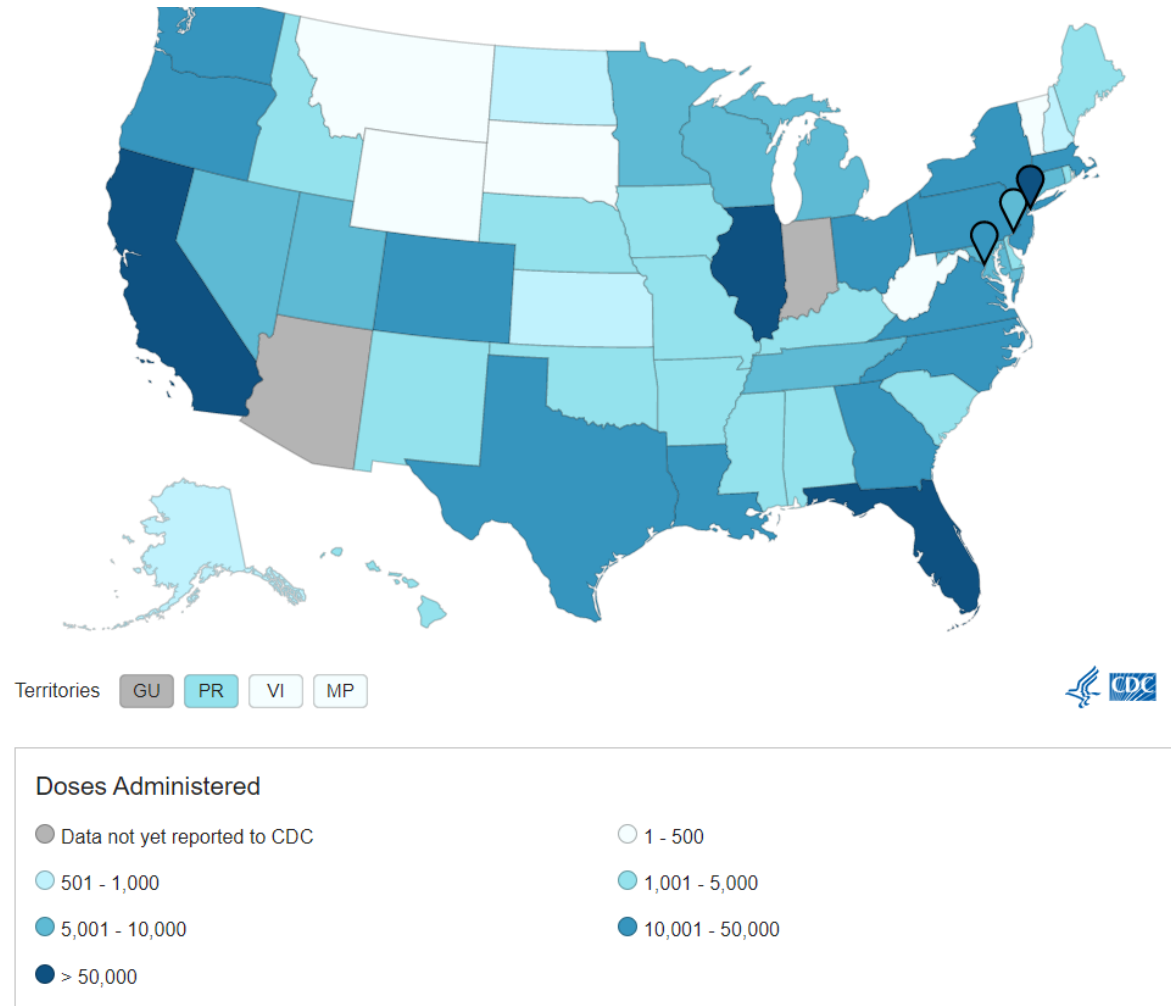 Territories GU PR VI MP
CDC
Doses Administered
Data not yet reported to CDC
1 - 500
501 - 1,000
1,001 - 5,000
5,001 - 10,000
10,001 - 50,000
> 50,000